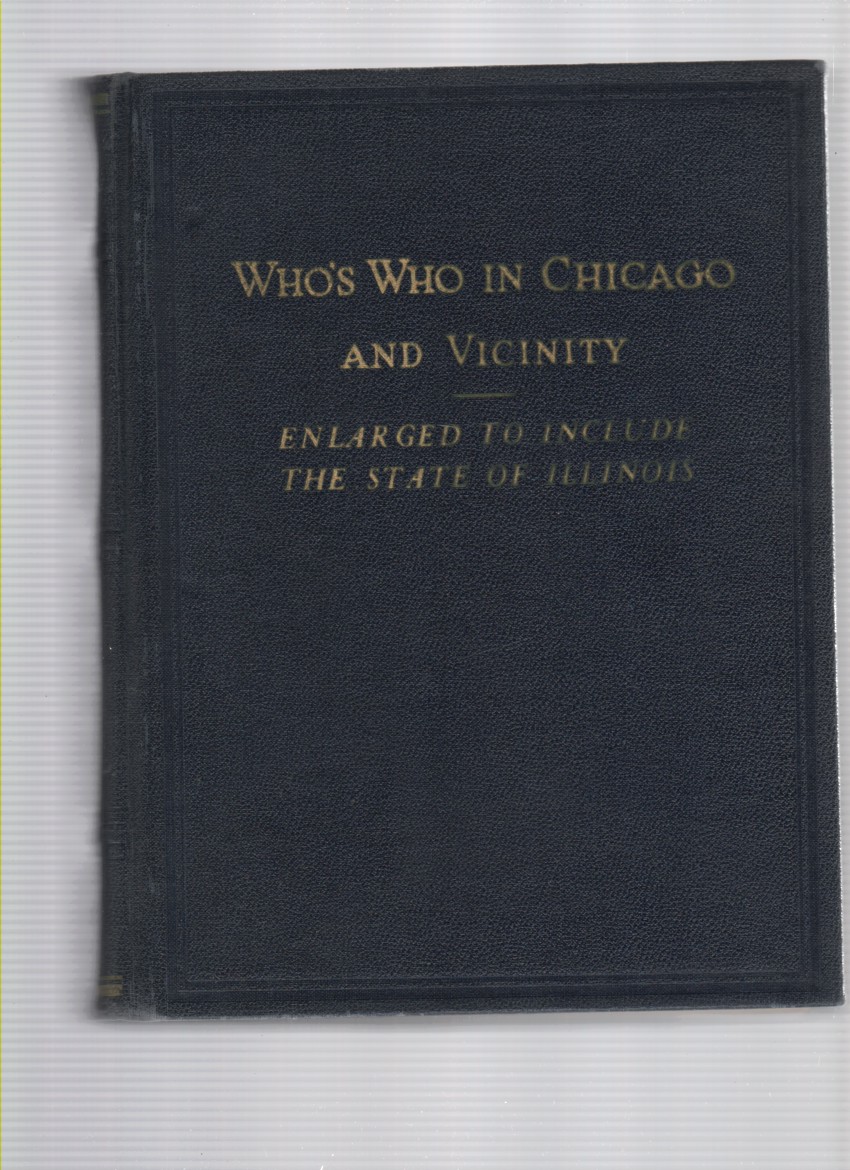 WHO'S WHO IN CHICAGO
AND VICINITY
ENLARGED TO INCLUDE
THE STATE OF ILLINOIS